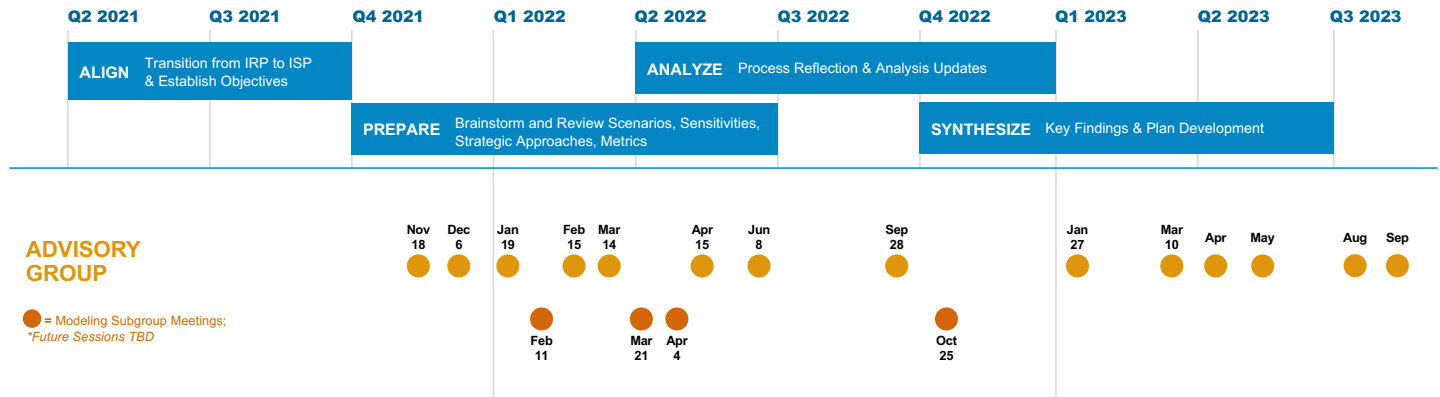 Q2 2021
Q3 2021
Q4 2021
Q1 2022
Q2 2022
Q3 2022
Q4 2022
Q1 2023
Q2 2023
Q3 2023
ALIGN
Transition from IRP to ISP
& Establish Objectives
ANALYZE
Process Reflection & Analysis Updates
PREPARE
Brainstorm and Review Scenarios, Sensitivities,
Strategic Approaches, Metrics
SYNTHESIZE
Key Findings & Plan Development
ADVISORY
GROUP
Nov
18
Dec
6
Jan
19
Feb
15
Mar
14
Apr
15
Jun
8
Sep
28
Jan
27
Mar
10
Apr
May
Aug
Sep
= Modeling Subgroup Meetings;
*Future Sessions TBD
Feb
11
Mar
21
Apr
4
Oct
25